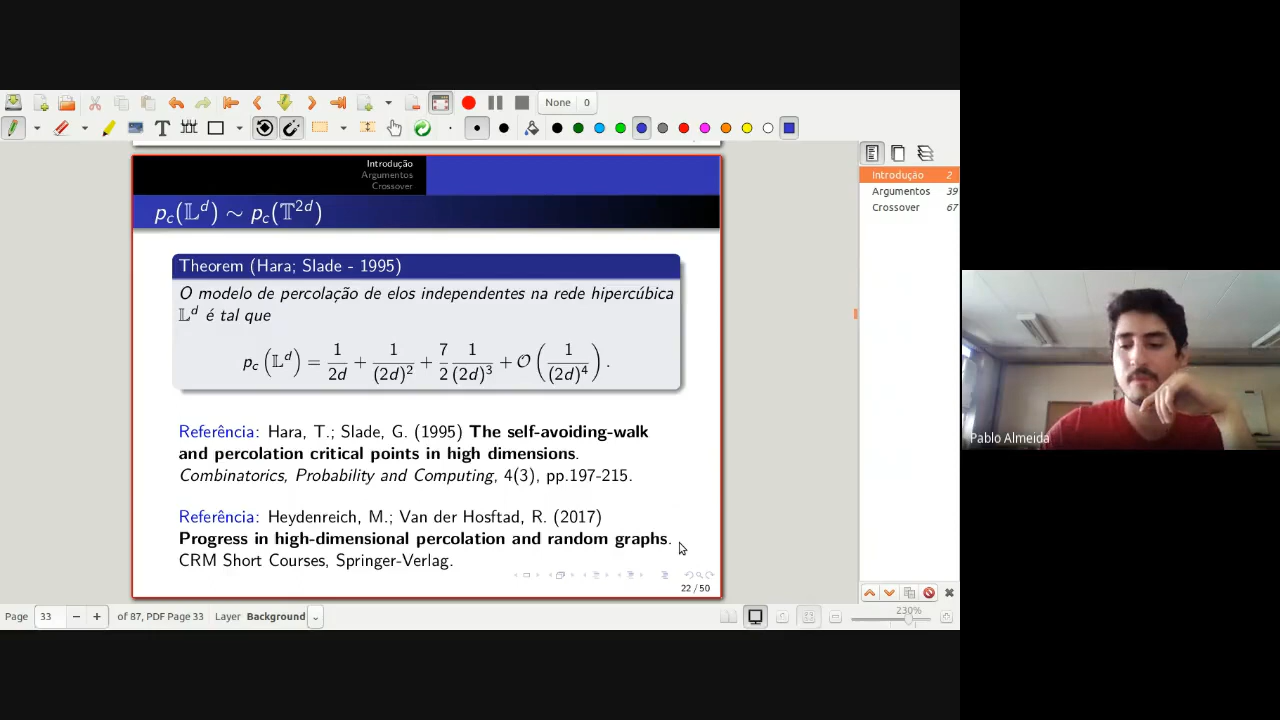 None 0
Introdução
Argumentos
Crossover
p_c(𝕃^d) ∼ p_c(𝕋^{2d})
Theorem (Hara; Slade - 1995)
O modelo de percolação de elos independentes na rede hipercúbica
𝕃^d é tal que
p_c(𝕃^d) = 1/2d + 1/(2d)^2 + 7/2 1/(2d)^3 + 𝒪(1/(2d)^4).
Referência: Hara, T.; Slade, G. (1995) The self-avoiding-walk
and percolation critical points in high dimensions.
Combinatorics, Probability and Computing, 4(3), pp.197-215.
Referência: Heydenreich, M.; Van der Hosftad, R. (2017)
Progress in high-dimensional percolation and random graphs.
CRM Short Courses, Springer-Verlag.
22 / 50
Introdução 2
Argumentos 39
Crossover 67
Pablo Almeida
Page 33 of 87, PDF Page 33 Layer Background
230%